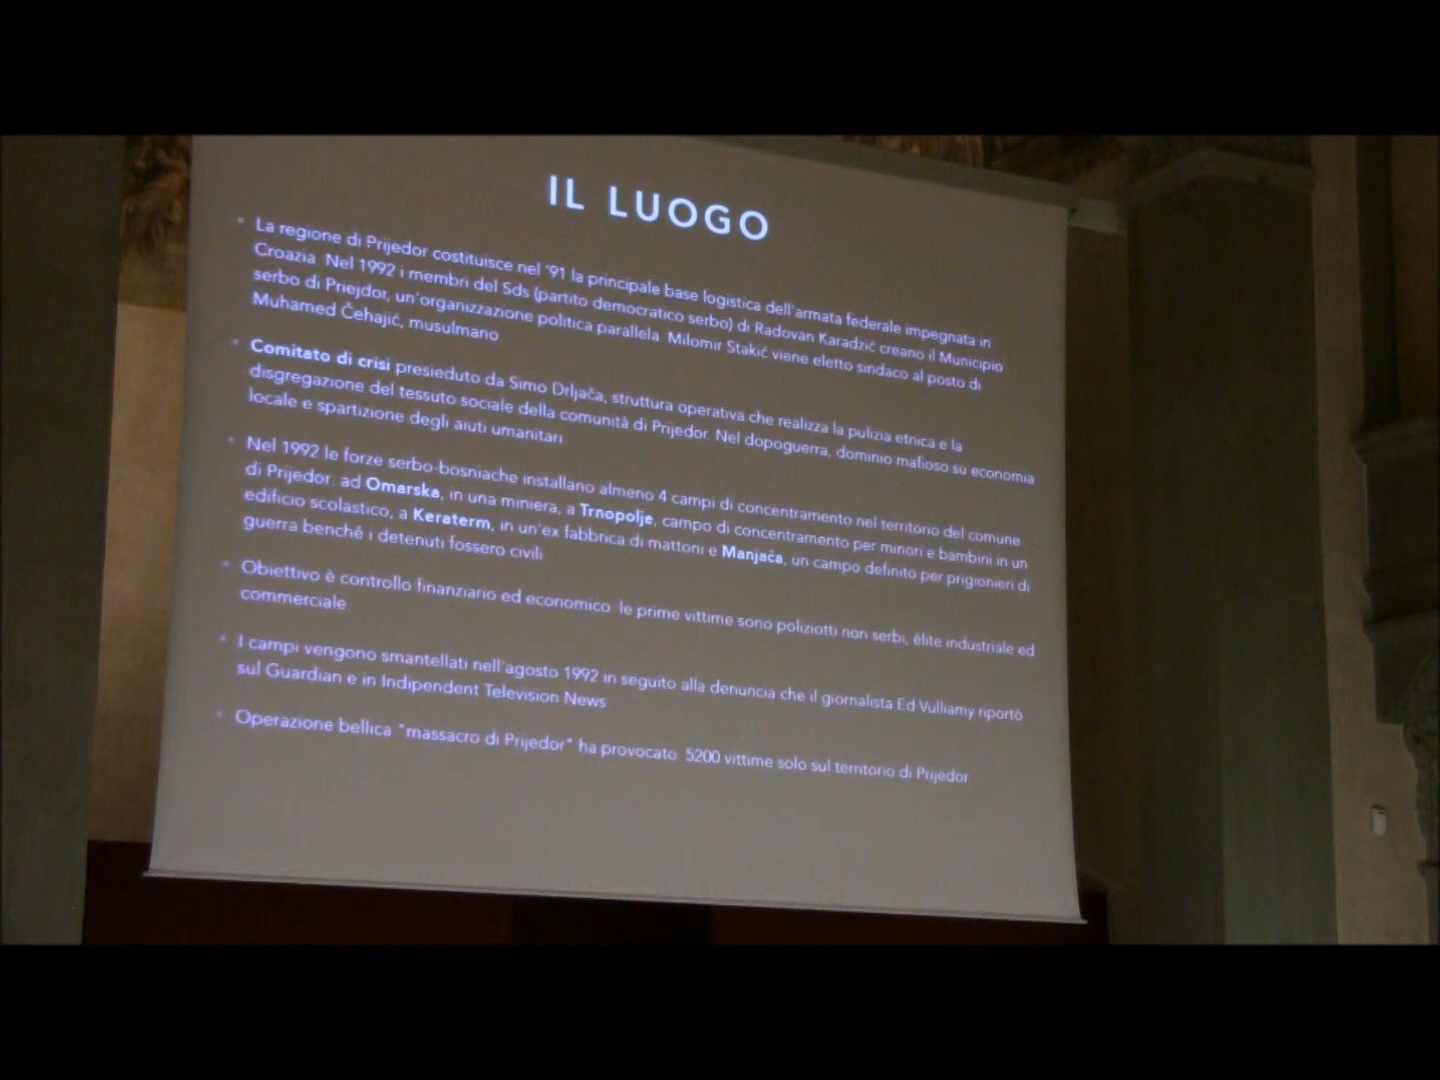 IL LUOGO
• La regione di Prijedor costituisce nel '91 la principale base logistica dell'armata federale impegnata in
Croazia. Nel 1992 i membri del Sds (partito democratico serbo) di Radovan Karadzić creano il Municipio
serbo di Priejdor, un'organizzazione politica parallela. Milomir Stakić viene eletto sindaco al posto di
Muhamed Čehajić, musulmano.
• Comitato di crisi presieduto da Simo Drljača, struttura operativa che realizza la pulizia etnica e la
disgregazione del tessuto sociale della comunità di Prijedor. Nel dopoguerra, dominio mafioso su economia
locale e spartizione degli aiuti umanitari.
• Nel 1992 le forze serbo-bosniache installano almeno 4 campi di concentramento nel territorio del comune
di Prijedor: ad Omarska, in una miniera, a Trnopolje, campo di concentramento per minori e bambini in un
edificio scolastico, a Keraterm, in un'ex fabbrica di mattoni e Manjača, un campo definito per prigionieri di
guerra benché i detenuti fossero civili
• Obiettivo è controllo finanziario ed economico: le prime vittime sono poliziotti non serbi, élite industriale ed
commerciale
• I campi vengono smantellati nell'agosto 1992 in seguito alla denuncia che il giornalista Ed Vulliamy riportò
sul Guardian e in Indipendent Television News
• Operazione bellica "massacro di Prijedor" ha provocato 5200 vittime solo sul territorio di Prijedor